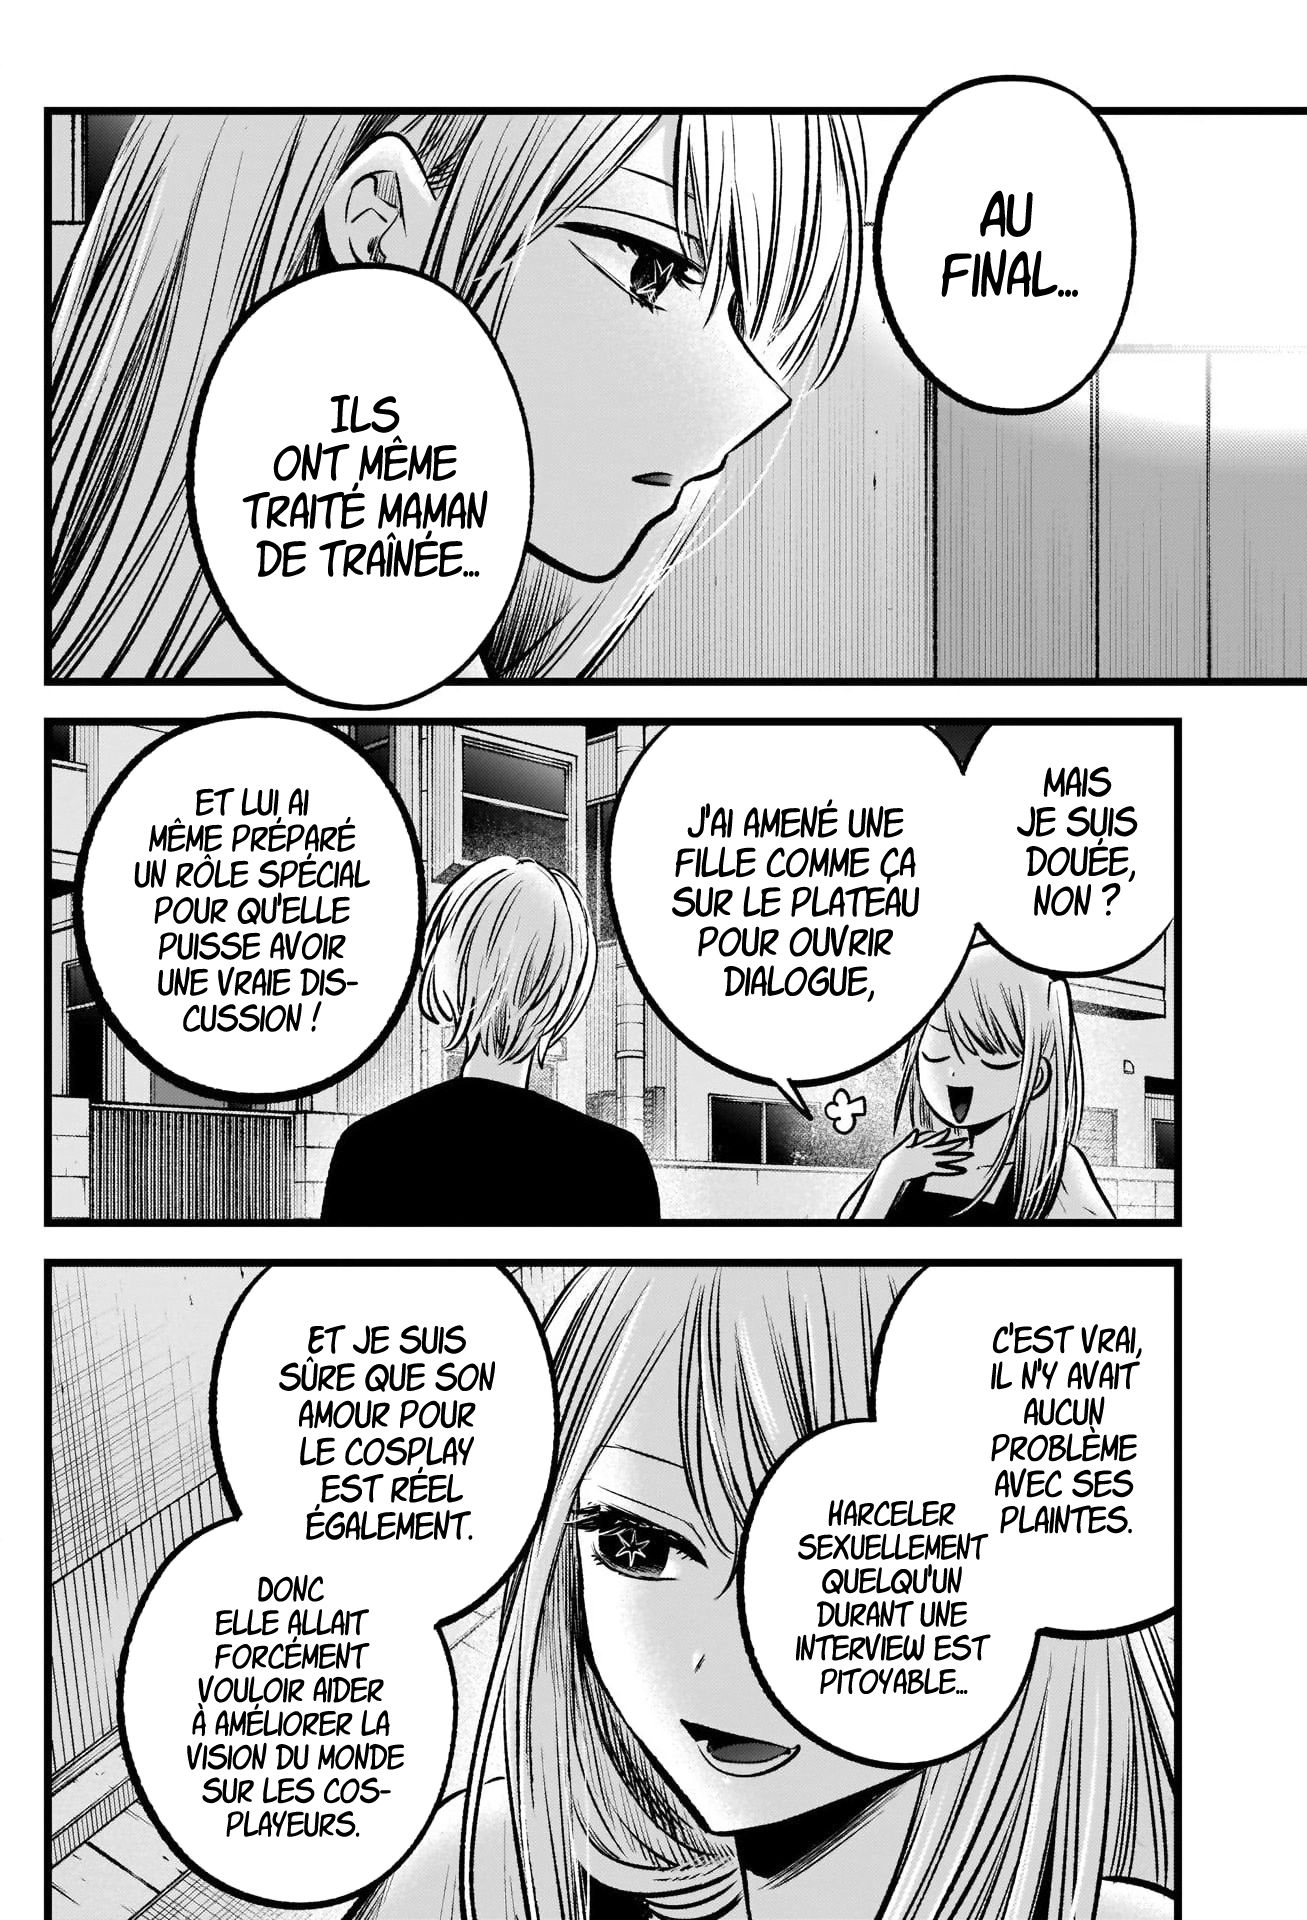 AU
FINAL...
ILS
ONT MÊME
TRAITÉ MAMAN
DE TRAÎNÉE...
MAIS
JE SUIS
DOUÉE,
NON ?
J'AI AMENÉ UNE
FILLE COMME ÇA
SUR LE PLATEAU
POUR OUVRIR
DIALOGUE,
ET LUI AI
MÊME PRÉPARÉ
UN RÔLE SPÉCIAL
POUR QU'ELLE
PUISSE AVOIR
UNE VRAIE DIS-
CUSSION !
C'EST VRAI,
IL N'Y AVAIT
AUCUN
PROBLÈME
AVEC SES
PLAINTES.
HARCELER
SEXUELLEMENT
QUELQU'UN
DURANT UNE
INTERVIEW EST
PITOYABLE...
ET JE SUIS
SÛRE QUE SON
AMOUR POUR
LE COSPLAY
EST RÉEL
ÉGALEMENT.
DONC
ELLE ALLAIT
FORCÉMENT
VOULOIR AIDER
À AMÉLIORER LA
VISION DU MONDE
SUR LES COS-
PLAYEURS.